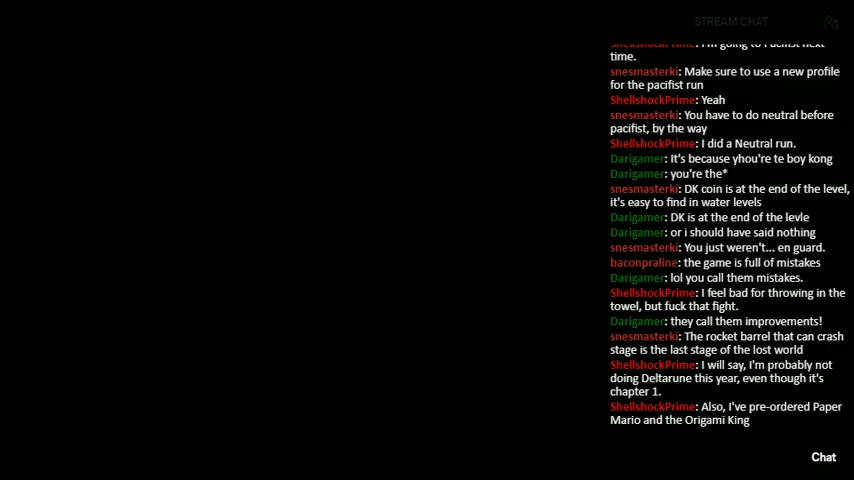 STREAM CHAT
ShellshockPrime: I'm going to Pacifist next
time.
snesmasterki: Make sure to use a new profile
for the pacifist run
ShellshockPrime: Yeah
snesmasterki: You have to do neutral before
pacifist, by the way
ShellshockPrime: I did a Neutral run.
Darigamer: It's because yhou're te boy kong
Darigamer: you're the*
snesmasterki: DK coin is at the end of the level,
it's easy to find in water levels
Darigamer: DK is at the end of the levle
Darigamer: or i should have said nothing
snesmasterki: You just weren't... en guard.
baconpraline: the game is full of mistakes
Darigamer: lol you call them mistakes.
ShellshockPrime: I feel bad for throwing in the
towel, but fuck that fight.
Darigamer: they call them improvements!
snesmasterki: The rocket barrel that can crash
stage is the last stage of the lost world
ShellshockPrime: I will say, I'm probably not
doing Deltarune this year, even though it's
chapter 1.
ShellshockPrime: Also, I've pre-ordered Paper
Mario and the Origami King
Chat